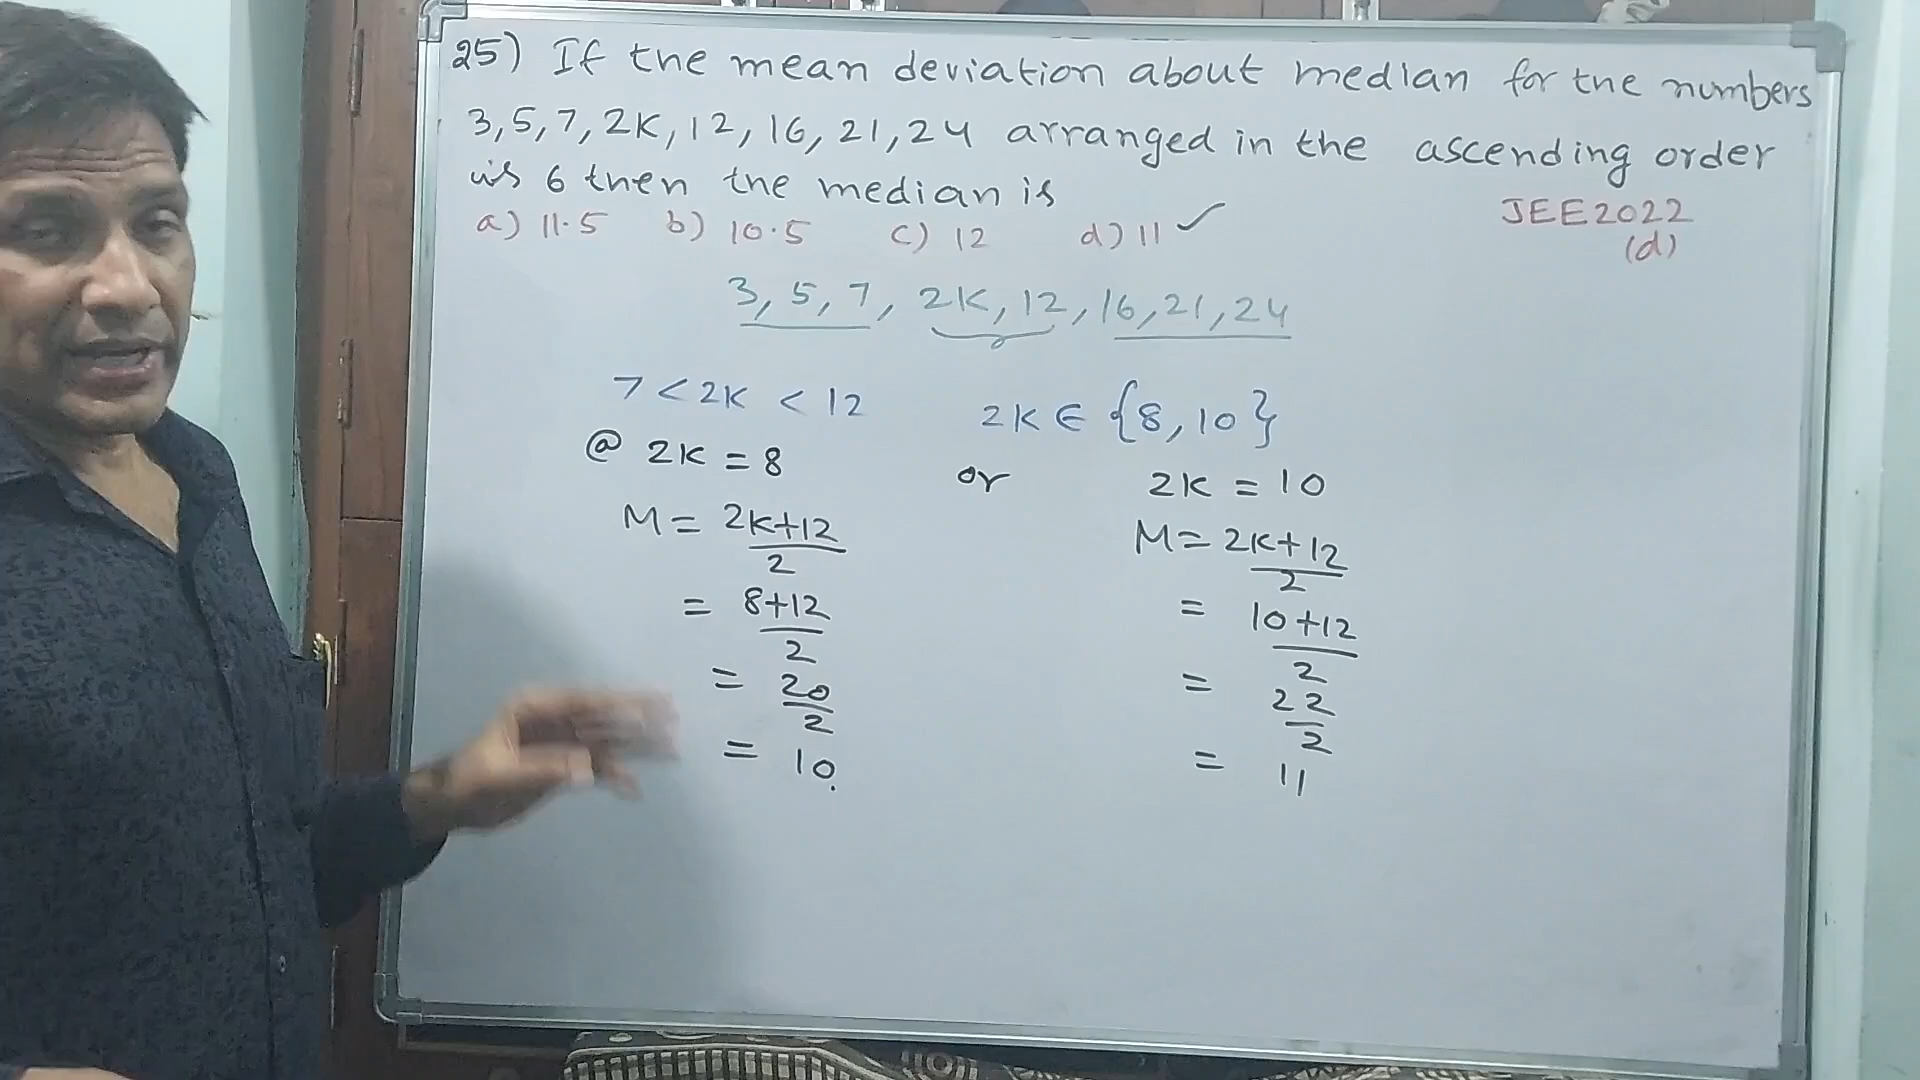 25) If the mean deviation about median for the numbers
3, 5, 7, 2K, 12, 16, 21, 24 arranged in the ascending order
is 6 then the median is
a) 11.5 b) 10.5 c) 12 d) 11 ✓
JEE2022
(d)
3, 5, 7, 2K, 12, 16, 21, 24
7 < 2K < 12 2K ∈ {8, 10}
@ 2K = 8 or 2K = 10
M = 2K+12/2 M = 2K+12/2
= 8+12/2 = 10+12/2
= 20/2 = 22/2
= 10. = 11